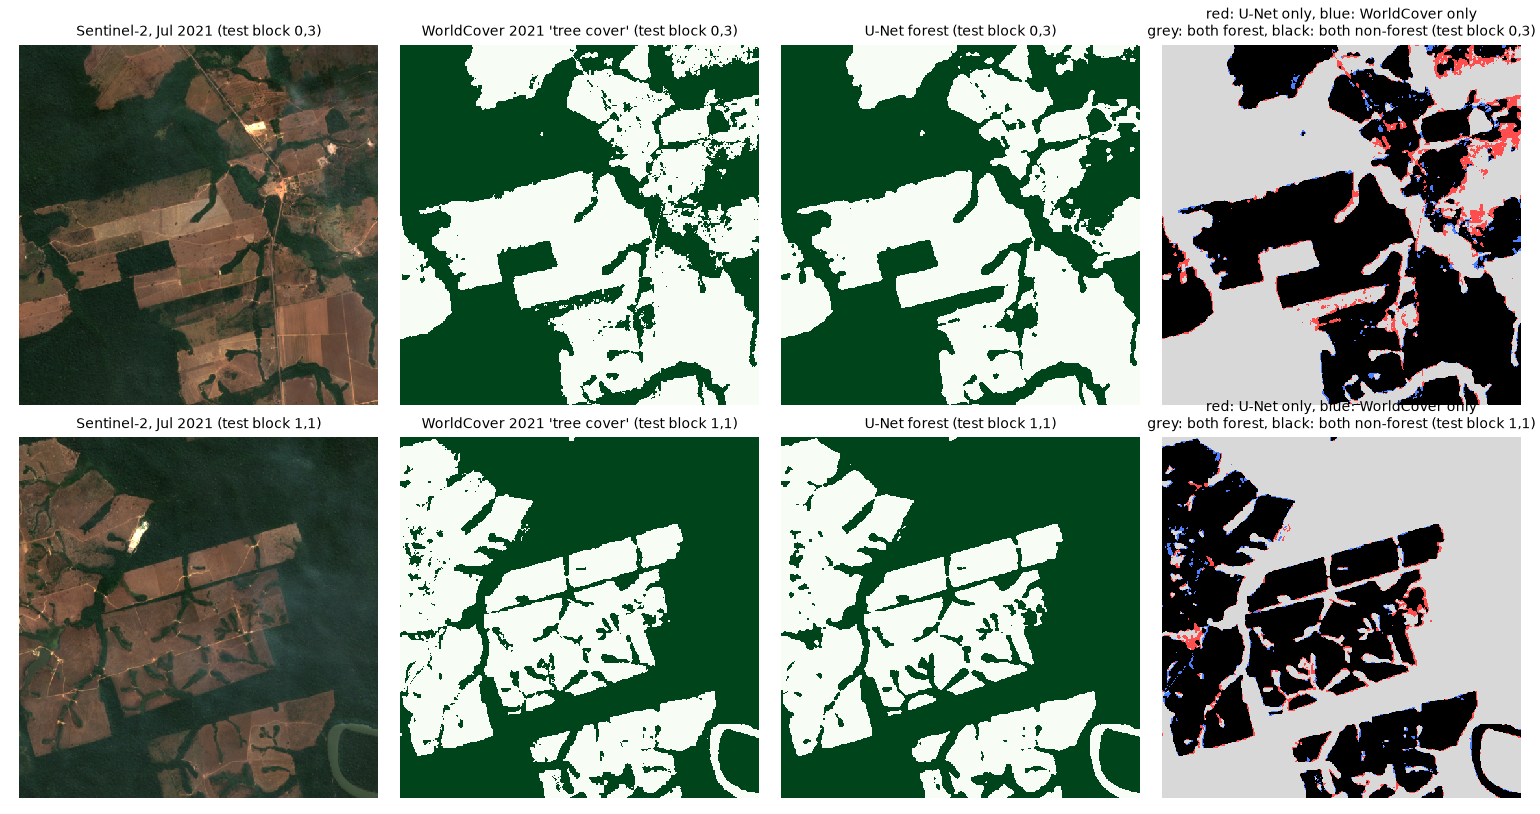 Sentinel-2, Jul 2021 (test block 0,3)
WorldCover 2021 'tree cover' (test block 0,3)
U-Net forest (test block 0,3)
red: U-Net only, blue: WorldCover only
grey: both forest, black: both non-forest (test block 0,3)
Sentinel-2, Jul 2021 (test block 1,1)
WorldCover 2021 'tree cover' (test block 1,1)
U-Net forest (test block 1,1)
red: U-Net only, blue: WorldCover only
grey: both forest, black: both non-forest (test block 1,1)